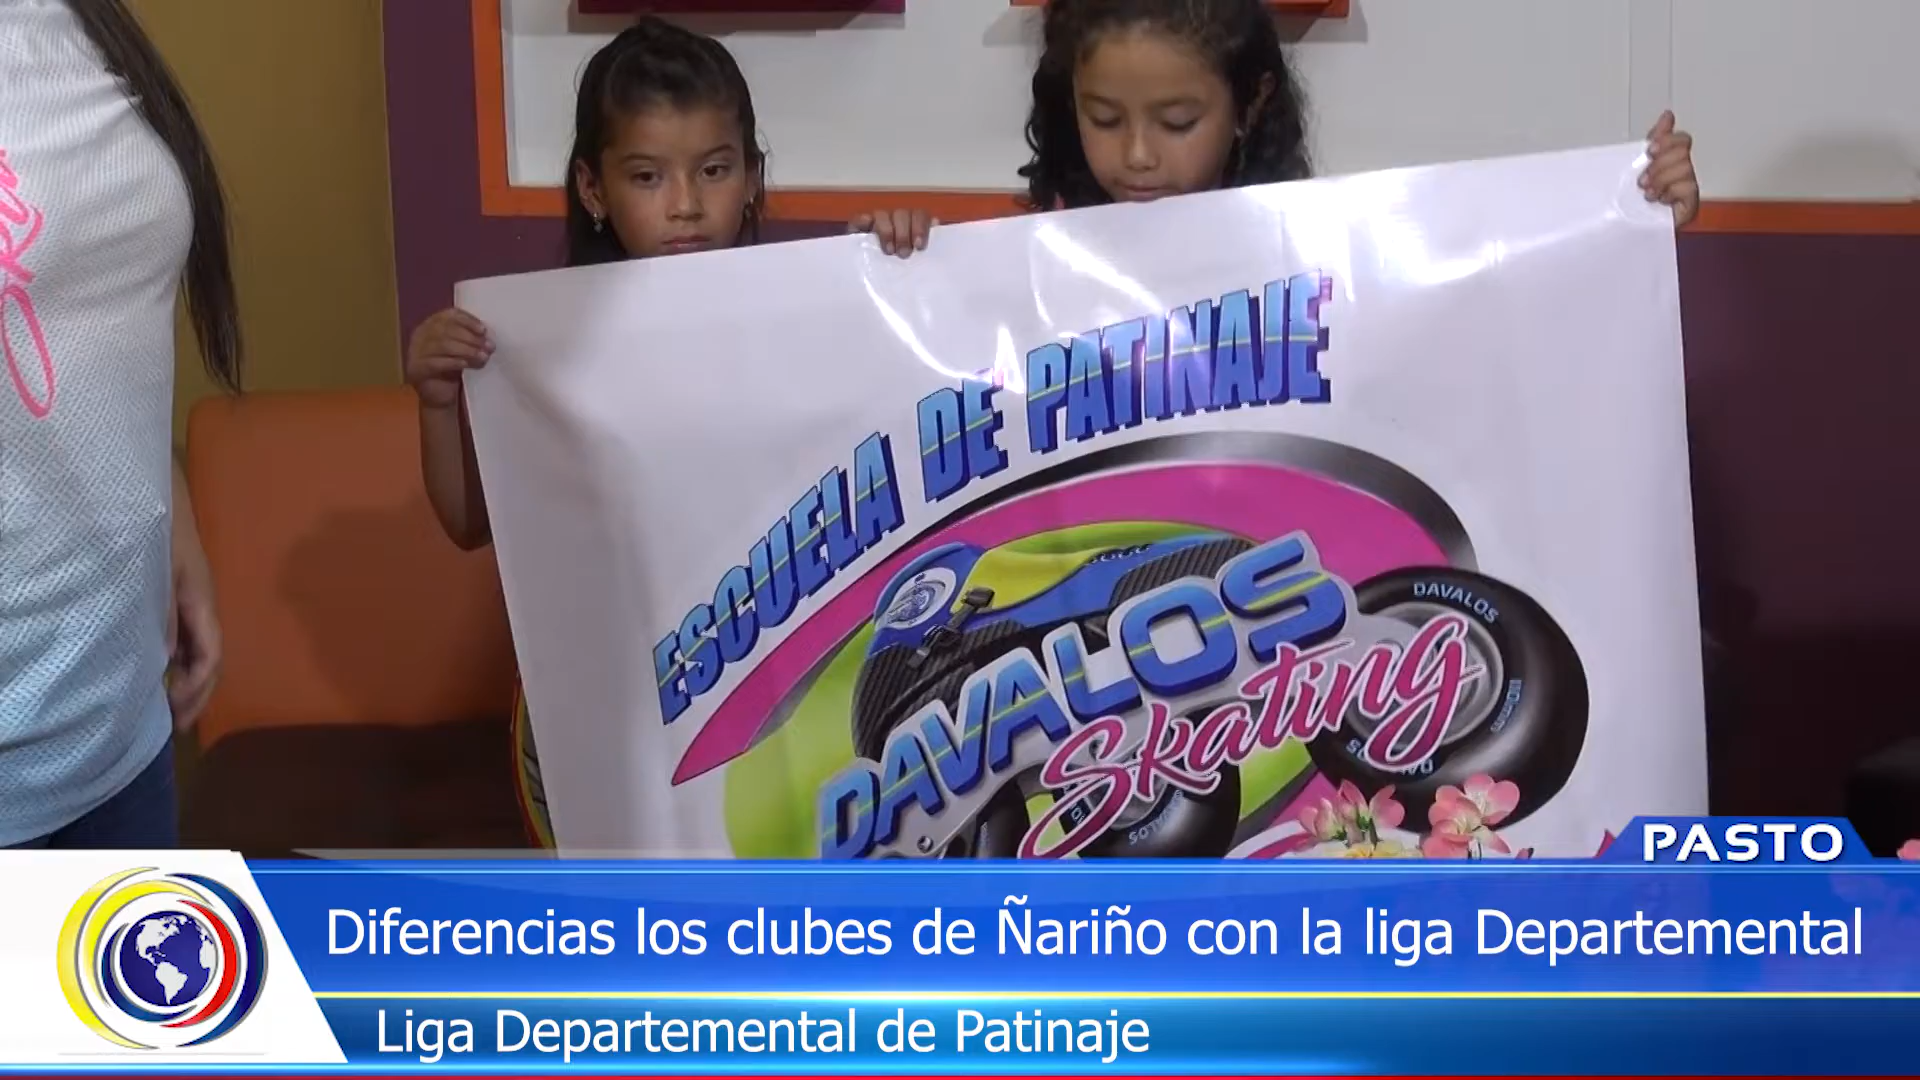 ESCUELA DE PATINAJE
DAVALOS
DAVALOS
Skating
PASTO
Diferencias los clubes de Ñariño con la liga Departemental
Liga Departemental de Patinaje